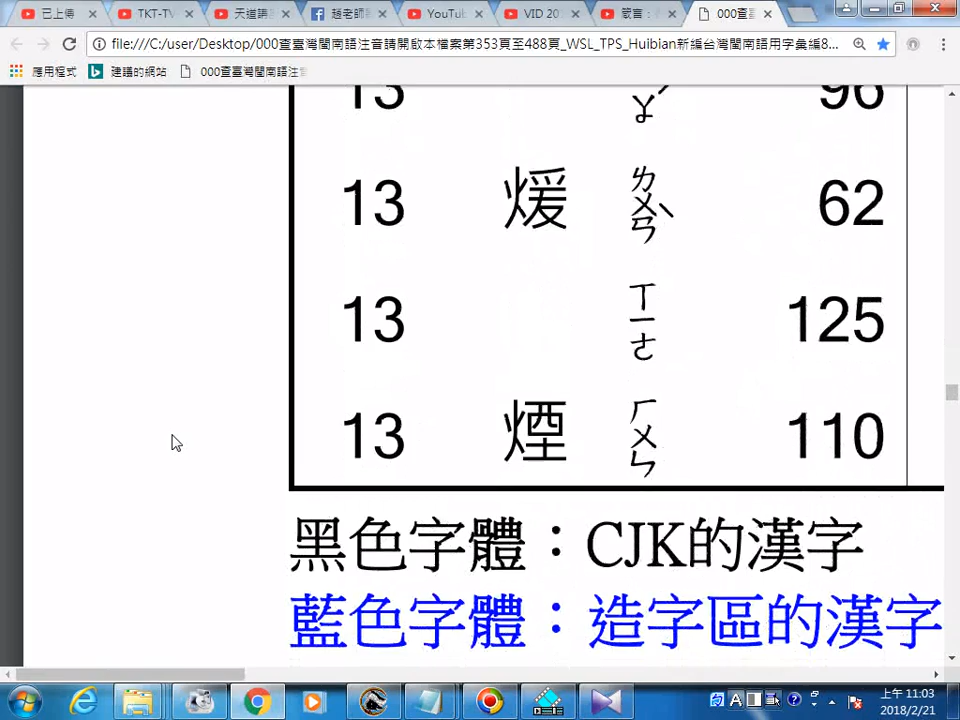 已上傳
TKT-TV
天道講
趙老師
YouTub
VID 201
箴言：
000查臺
file:///C:/user/Desktop/000查臺灣閩南語注音請開啟本檔案第353頁至488頁_WSL_TPS_Huibian新編台灣閩南語用字彙編8...
應用程式 建議的網站 000查臺灣閩南語注音
13 ㄚˊ 96
13 煖 ㄌㄨㄢˋ 62
13 ㄒㄧㄜ 125
13 煙 ㄏㄨㄣ 110
黑色字體：CJK的漢字
藍色字體：造字區的漢字
上午 11:03
2018/2/21